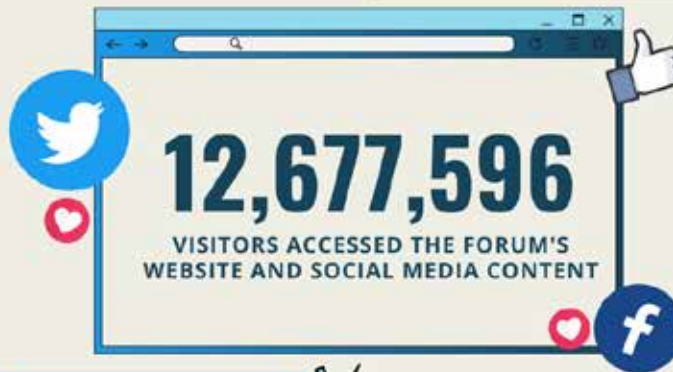 12,677,596
VISITORS ACCESSED THE FORUM'S
WEBSITE AND SOCIAL MEDIA CONTENT